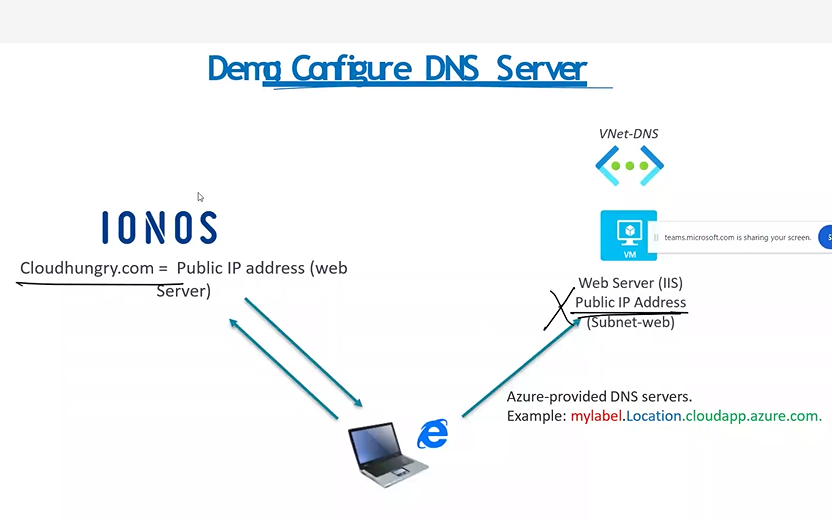 Demo: Configure DNS Server
VNet-DNS
IONOS
Cloudhungry.com = Public IP address (web
Server)
VM
teams.microsoft.com is sharing your screen.
S
Web Server (IIS)
Public IP Address
(Subnet-web)
Azure-provided DNS servers.
Example: mylabel.Location.cloudapp.azure.com.